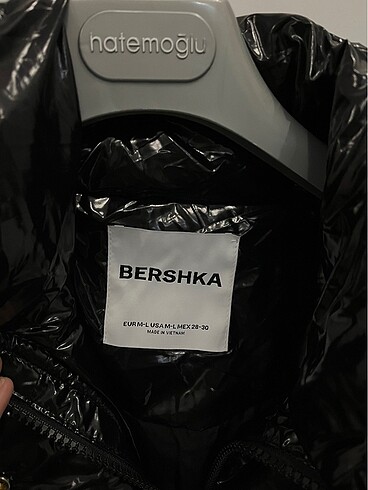 hatemoğlu
BERSHKA
EUR M-L USA M-L MEX 28-30
MADE IN VIETNAM